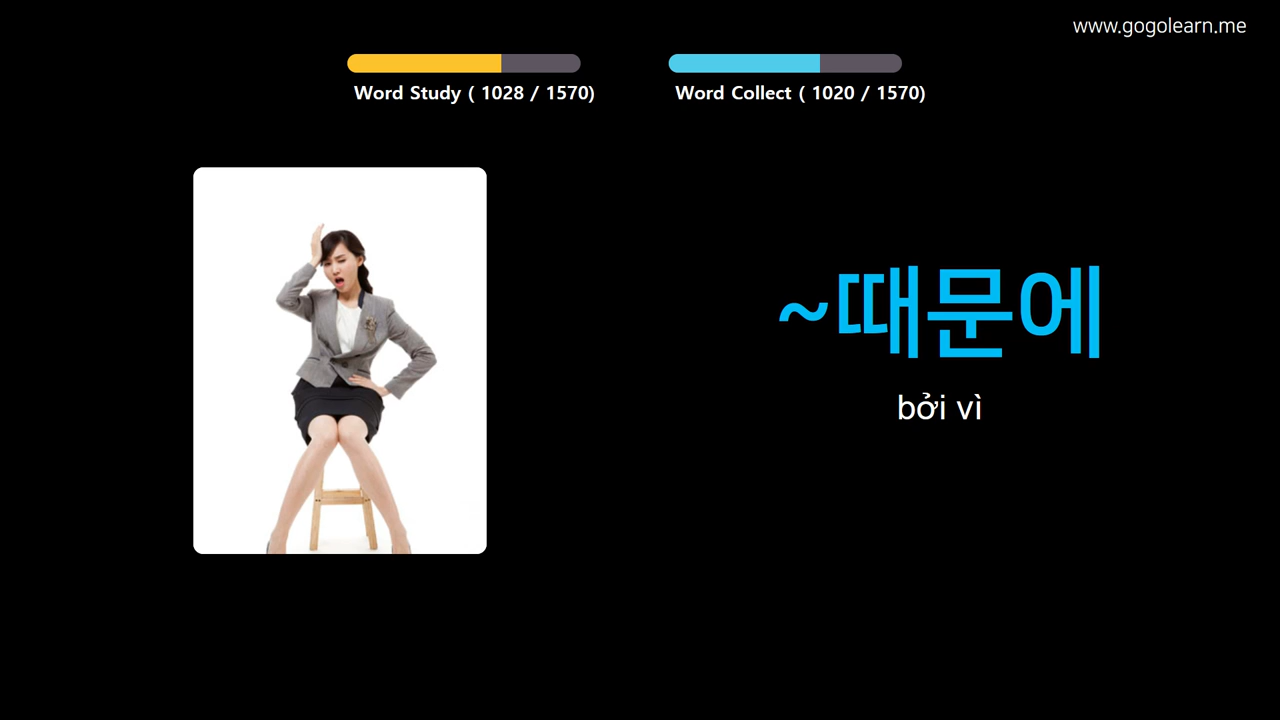 www.gogolearn.me
Word Study ( 1028 / 1570)
Word Collect ( 1020 / 1570)
~때문에
bởi vì